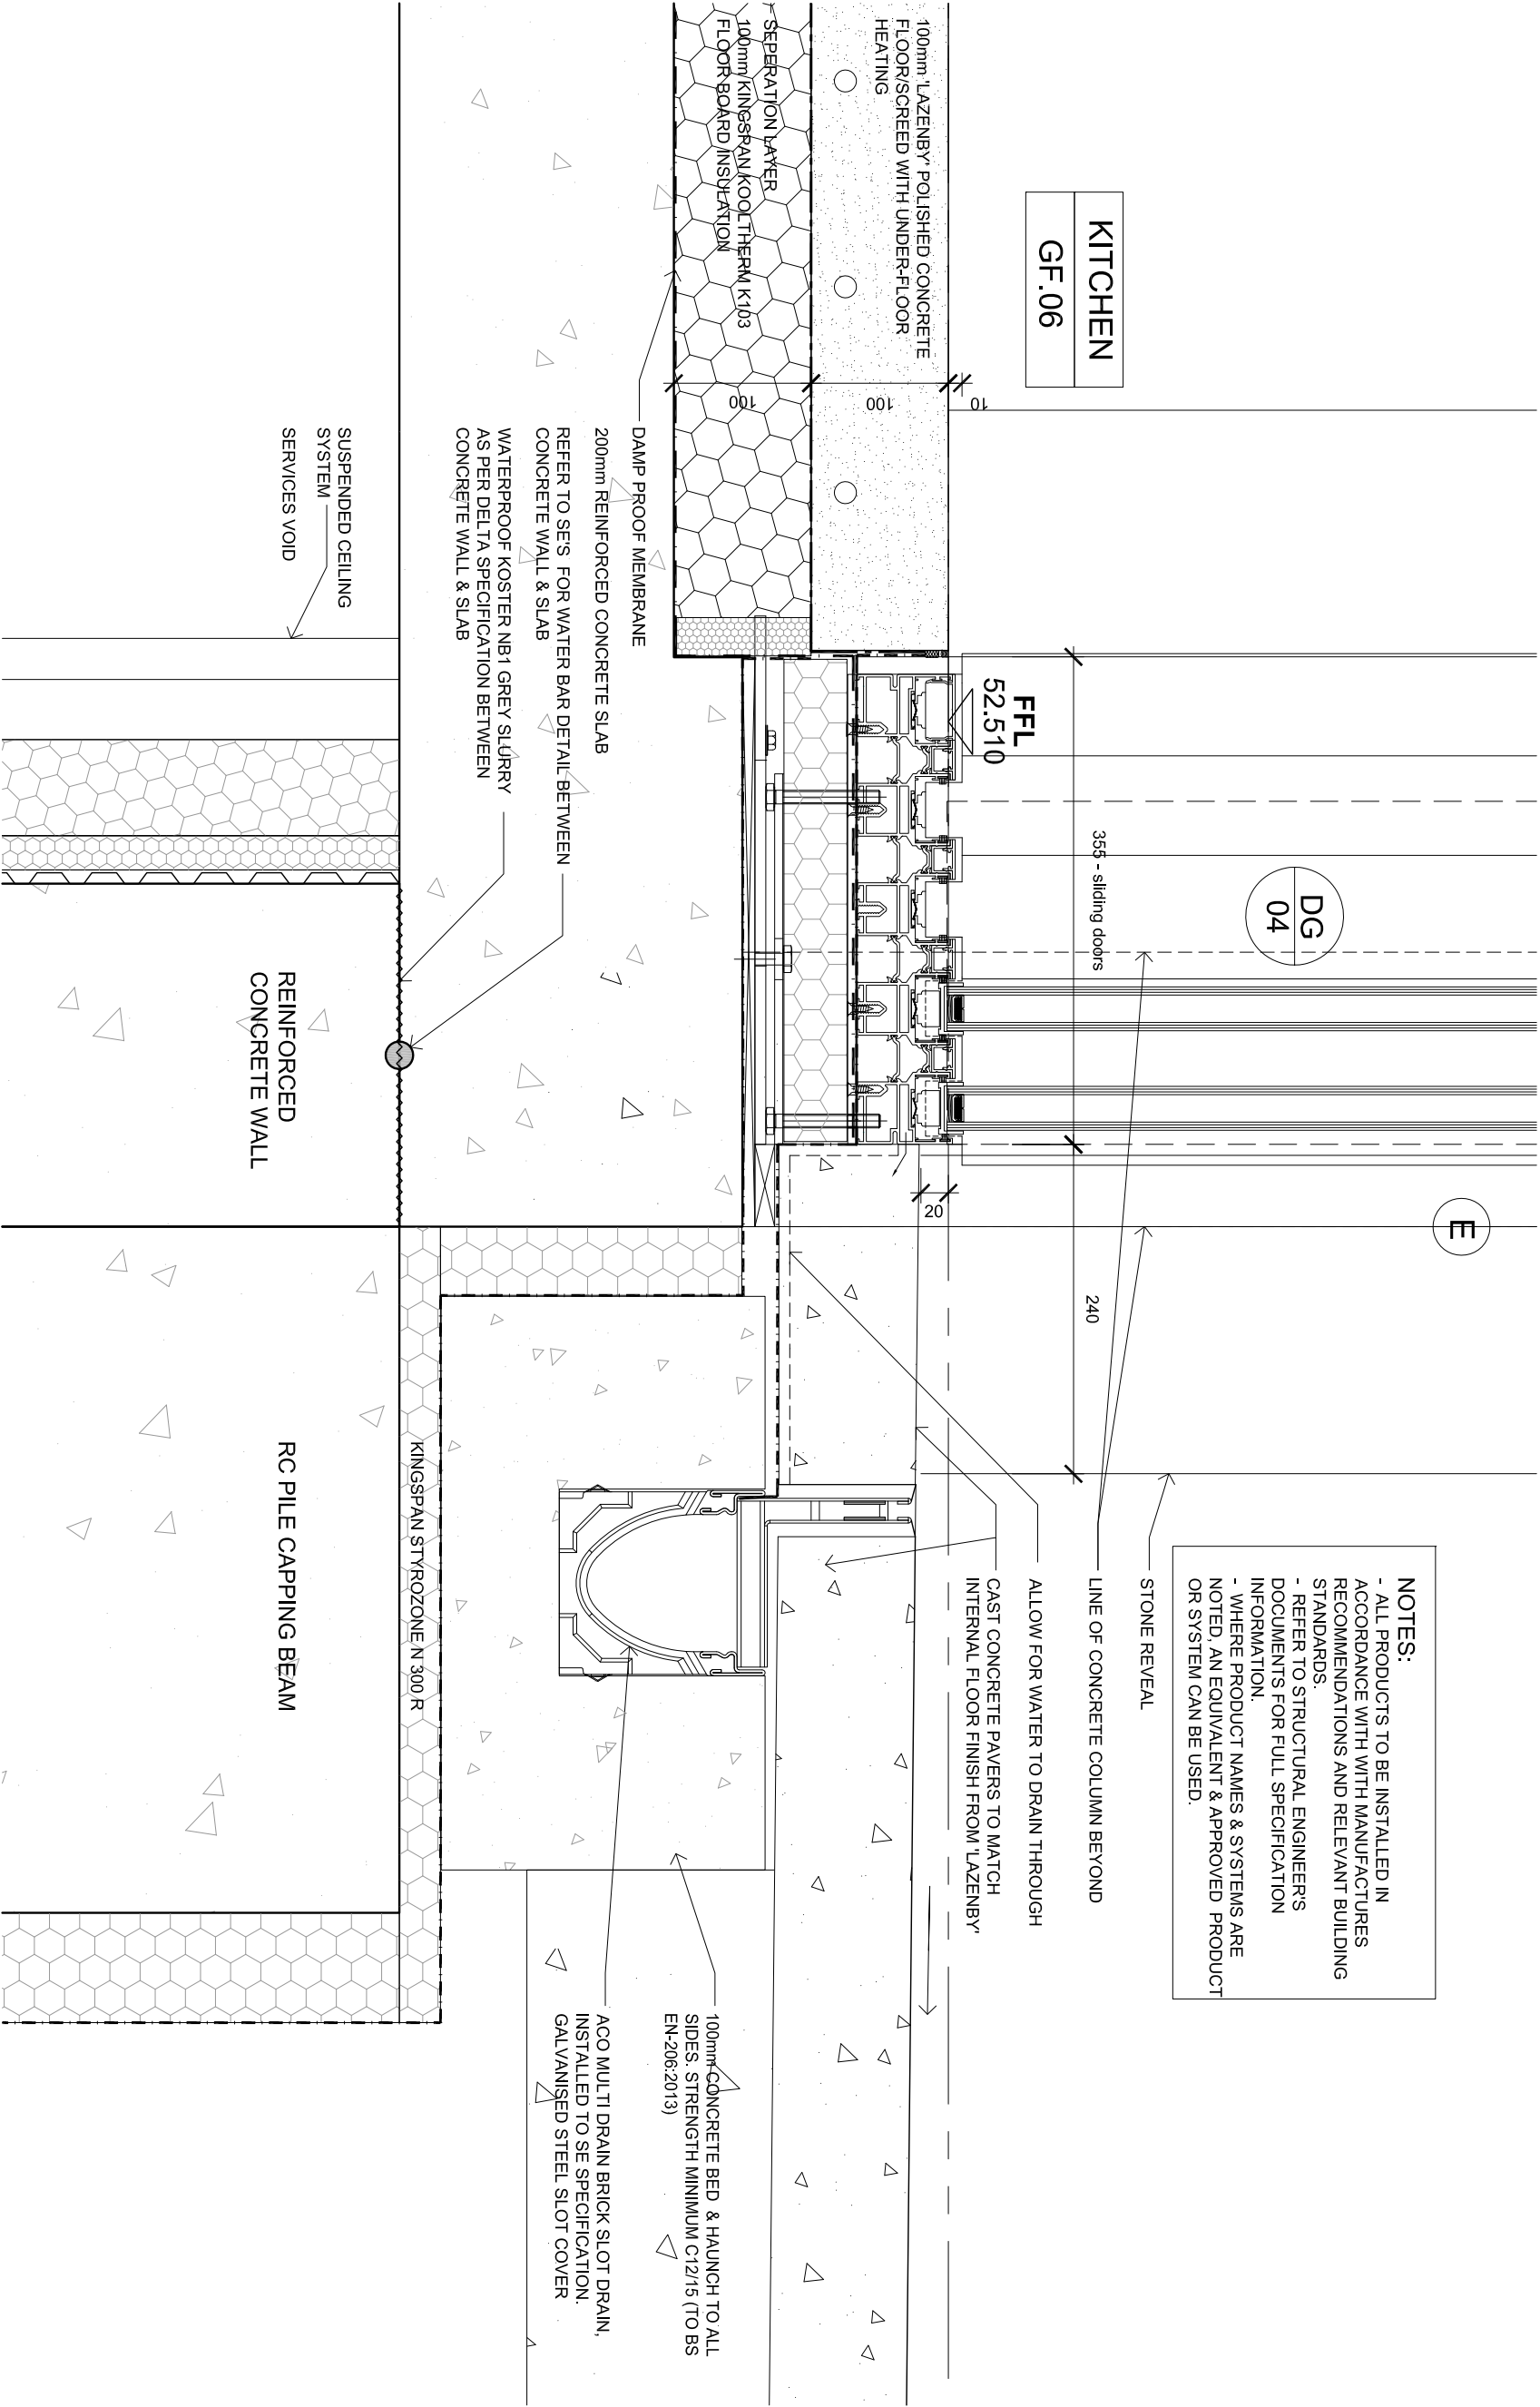 KITCHEN
GF.06
100mm 'LAZENBY' POLISHED CONCRETE
FLOOR/SCREED WITH UNDER-FLOOR
HEATING
SEPERATION LAYER
100mm KINGSPAN KOOLTHERM K103
FLOOR BOARD INSULATION
10
100
100
FFL
52.510
355 - sliding doors
DG
04
E
240
20
NOTES:
- ALL PRODUCTS TO BE INSTALLED IN
ACCORDANCE WITH WITH MANUFACTURES
RECOMMENDATIONS AND RELEVANT BUILDING
STANDARDS.
- REFER TO STRUCTURAL ENGINEER'S
DOCUMENTS FOR FULL SPECIFICATION
INFORMATION.
- WHERE PRODUCT NAMES & SYSTEMS ARE
NOTED, AN EQUIVALENT & APPROVED PRODUCT
OR SYSTEM CAN BE USED.
STONE REVEAL
LINE OF CONCRETE COLUMN BEYOND
ALLOW FOR WATER TO DRAIN THROUGH
CAST CONCRETE PAVERS TO MATCH
INTERNAL FLOOR FINISH FROM 'LAZENBY'
DAMP PROOF MEMBRANE
200mm REINFORCED CONCRETE SLAB
REFER TO SE'S FOR WATER BAR DETAIL BETWEEN
CONCRETE WALL & SLAB
WATERPROOF KOSTER NB1 GREY SLURRY
AS PER DELTA SPECIFICATION BETWEEN
CONCRETE WALL & SLAB
SUSPENDED CEILING
SYSTEM
SERVICES VOID
REINFORCED
CONCRETE WALL
KINGSPAN STYROZONE N 300 R
RC PILE CAPPING BEAM
100mm CONCRETE BED & HAUNCH TO ALL
SIDES. STRENGTH MINIMUM C12/15 (TO BS
EN-206:2013)
ACO MULTI DRAIN BRICK SLOT DRAIN,
INSTALLED TO SE SPECIFICATION.
GALVANISED STEEL SLOT COVER